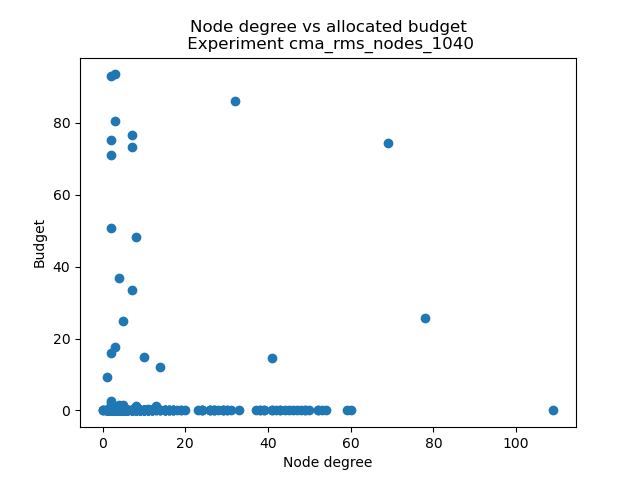 Node degree vs allocated budget
Experiment cma_rms_nodes_1040
80
60
40
20
0
Budget
0 20 40 60 80 100
Node degree